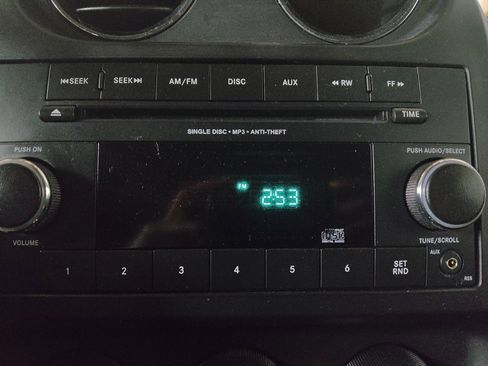 ⏮SEEK SEEK⏭ AM/FM DISC AUX ◀◀ RW FF ▶▶
TIME
SINGLE DISC • MP3 • ANTI-THEFT
PUSH ON
PUSH AUDIO/SELECT
FM 2:53
VOLUME
TUNE/SCROLL
1 2 3 4 5 6 SET RND
AUX
RSB